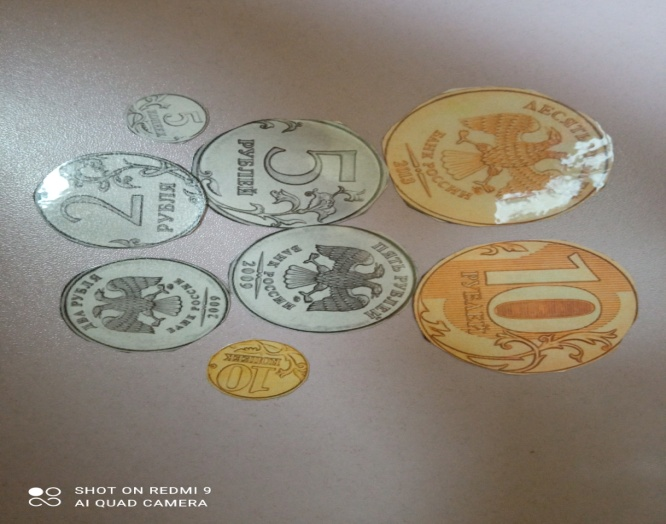 5
КОПЕЕК
2
РУБЛЯ
5
РУБЛЕЙ
ДЕСЯТЬ
БАНК РОССИИ
2010
ДВА РУБЛЯ
БАНК РОССИИ
2009
ПЯТЬ РУБЛЕЙ
БАНК РОССИИ
2009
10
РУБЛЕЙ
10
КОПЕЕК
SHOT ON REDMI 9
AI QUAD CAMERA